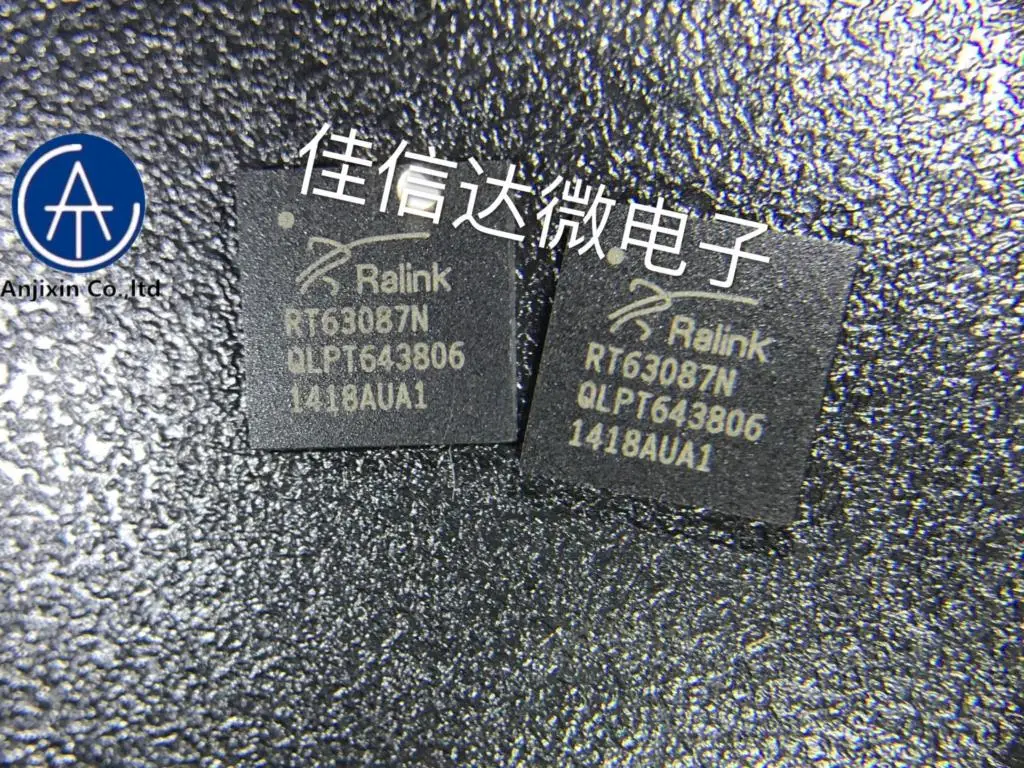 佳信达微电子
Anjixin Co.,ltd
Ralink
RT63087N
QLPT643806
1418AUA1
Ralink
RT63087N
QLPT643806
1418AUA1